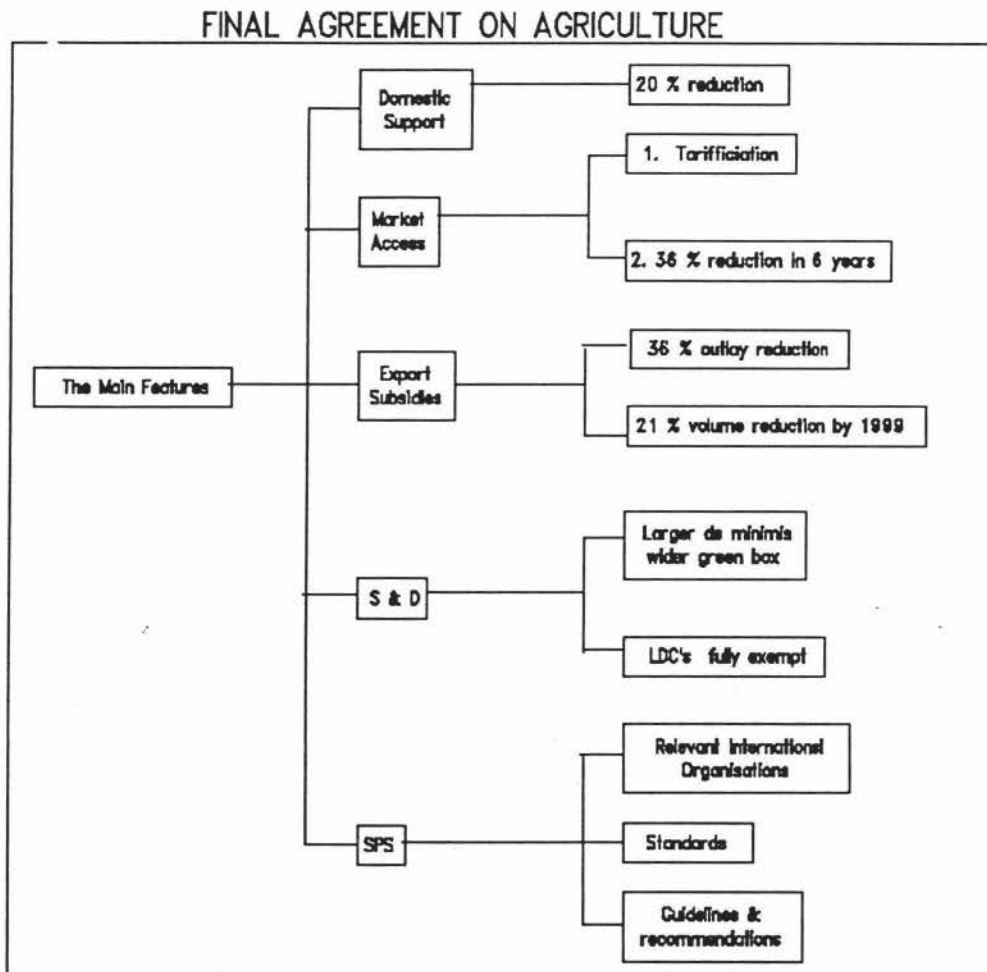 FINAL AGREEMENT ON AGRICULTURE
Domestic
Support
20 % reduction
1. Tarifficiation
Market
Access
2. 36 % reduction in 6 years
36 % outlay reduction
The Main Features
Export
Subsidies
21 % volume reduction by 1999
Larger de minimis
wider green box
S & D
LDC's fully exempt
Relevant International
Organisations
SPS
Standards
Guidelines &
recommendations